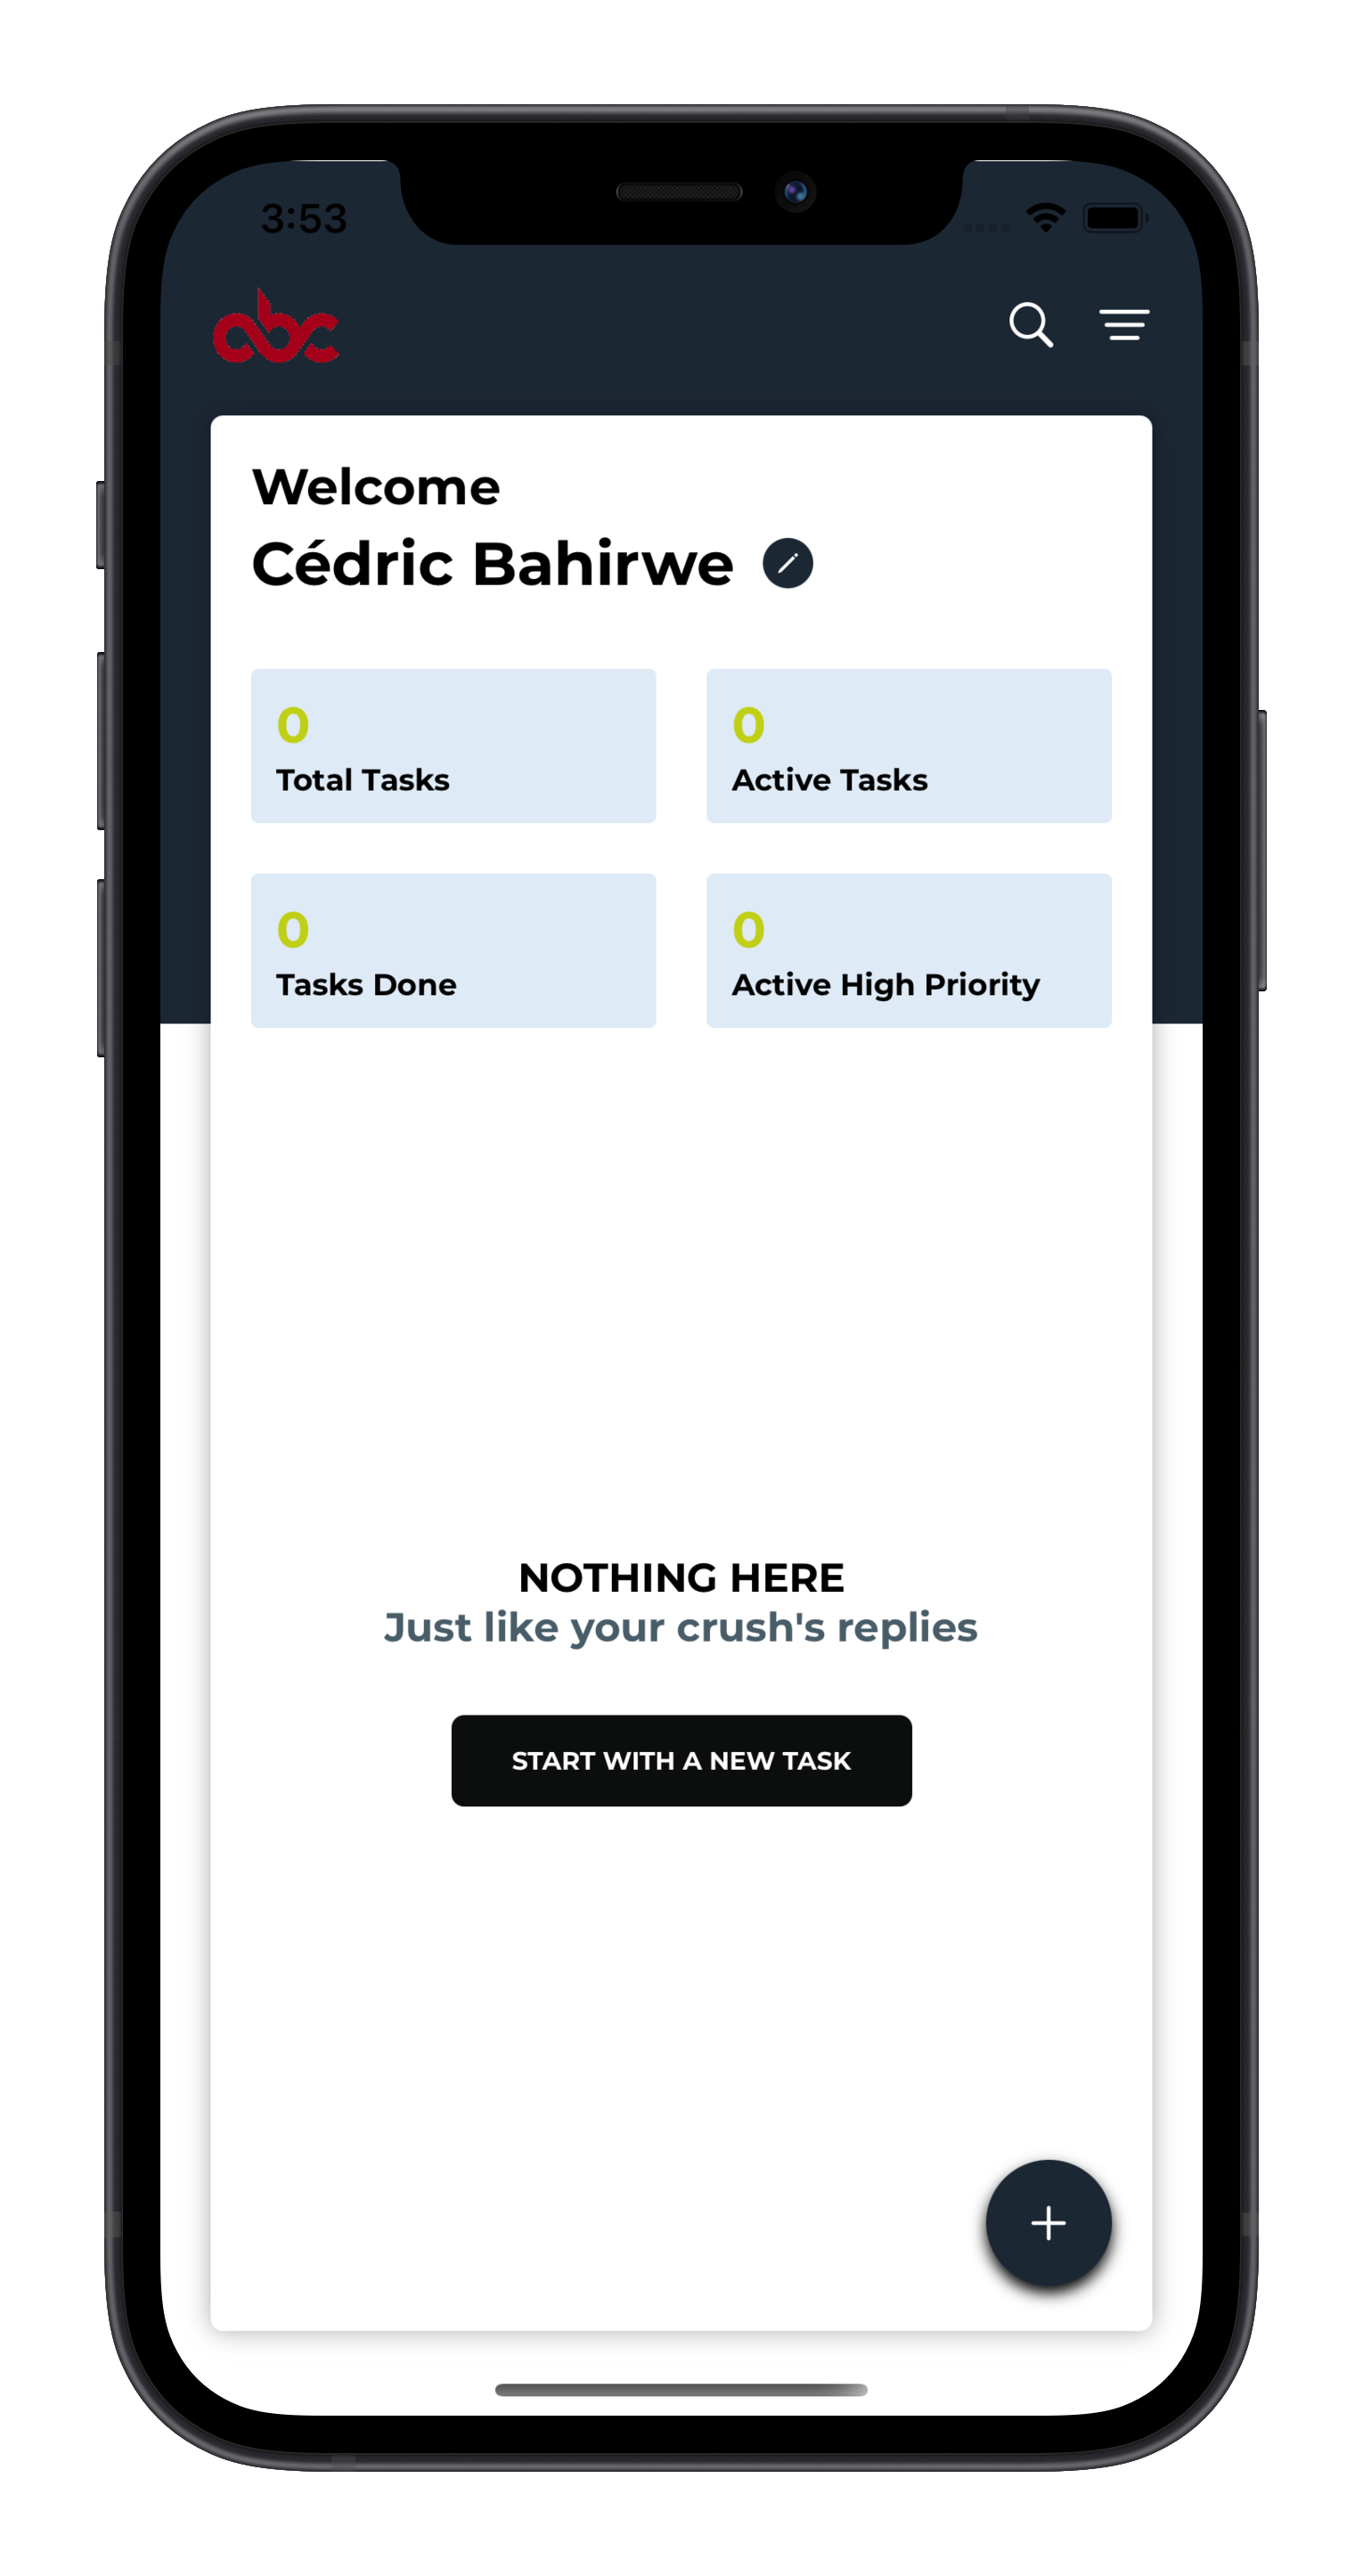 3:53
abc
Welcome
Cédric Bahirwe
0
Total Tasks
0
Active Tasks
0
Tasks Done
0
Active High Priority
NOTHING HERE
Just like your crush's replies
START WITH A NEW TASK